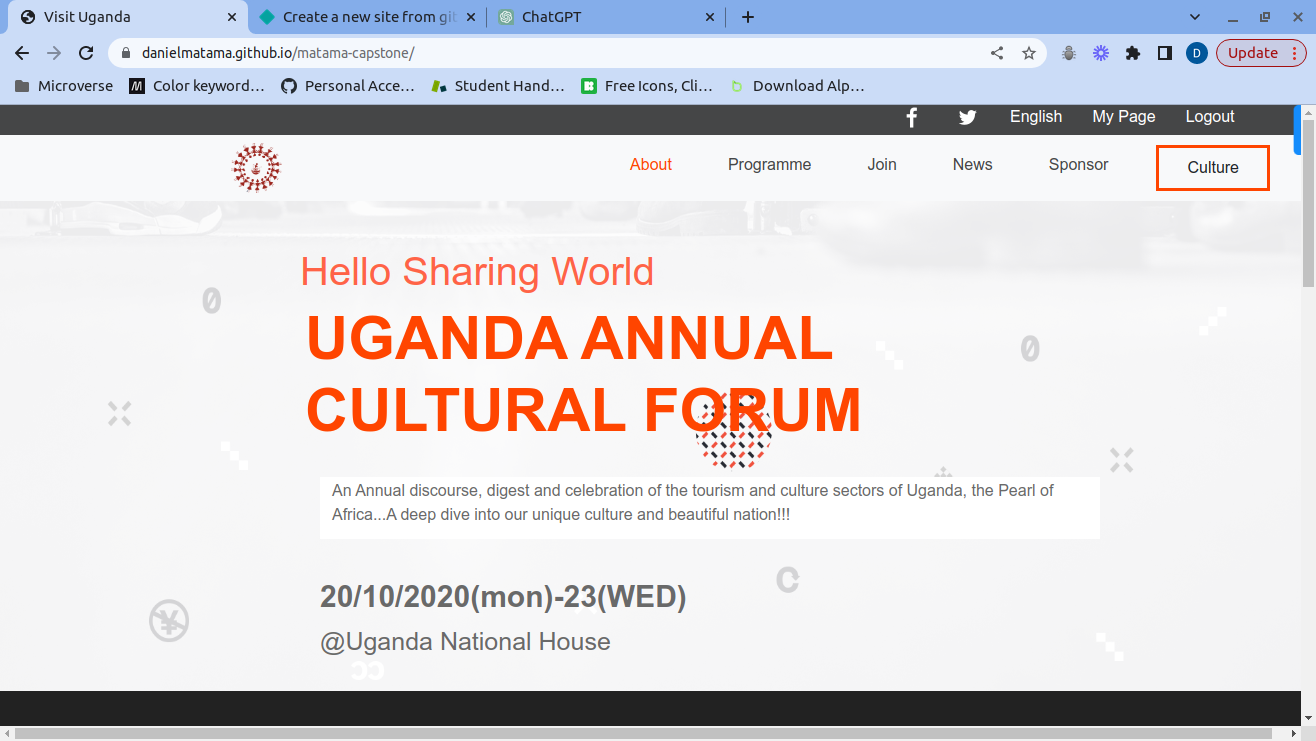 Visit Uganda
Create a new site from git
ChatGPT
danielmatama.github.io/matama-capstone/
D
Update
Microverse
Color keyword…
Personal Acce…
Student Hand…
Free Icons, Cli…
Download Alp…
English
My Page
Logout
About
Programme
Join
News
Sponsor
Culture
Hello Sharing World
UGANDA ANNUAL
CULTURAL FORUM
An Annual discourse, digest and celebration of the tourism and culture sectors of Uganda, the Pearl of
Africa...A deep dive into our unique culture and beautiful nation!!!
20/10/2020(mon)-23(WED)
@Uganda National House